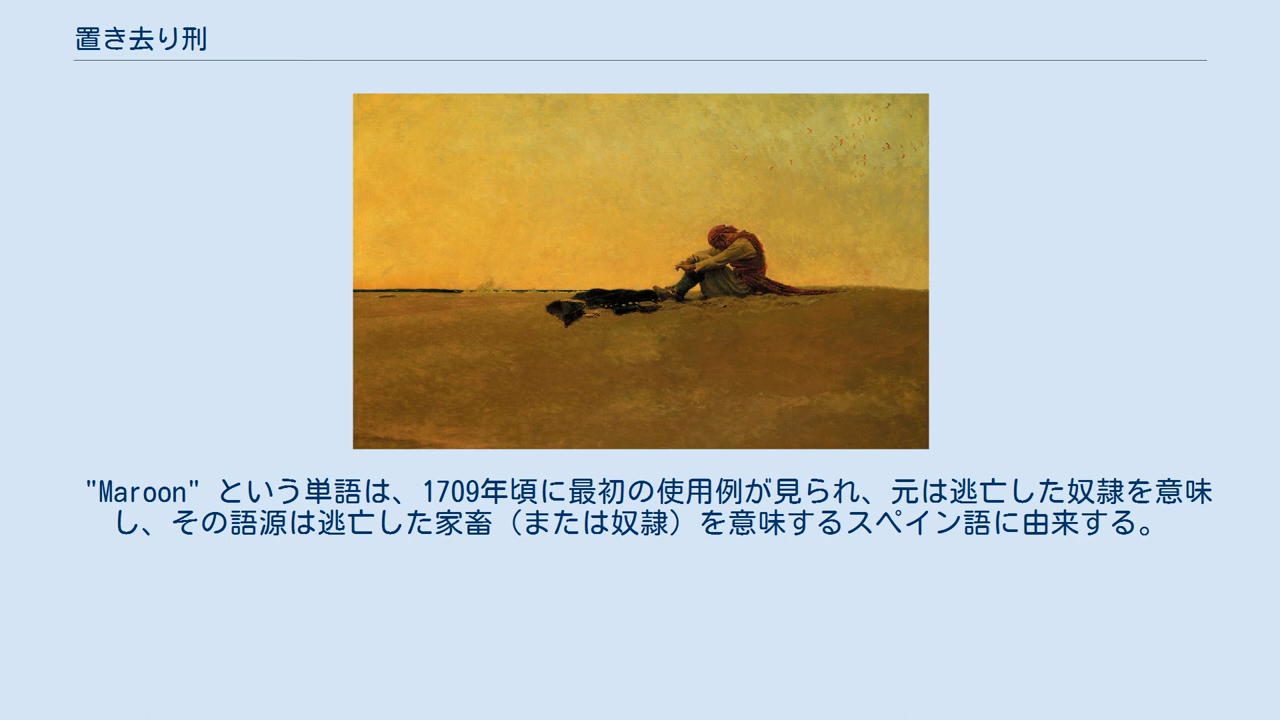 置き去り刑
"Maroon" という単語は、1709年頃に最初の使用例が見られ、元は逃亡した奴隷を意味
し、その語源は逃亡した家畜（または奴隷）を意味するスペイン語に由来する。